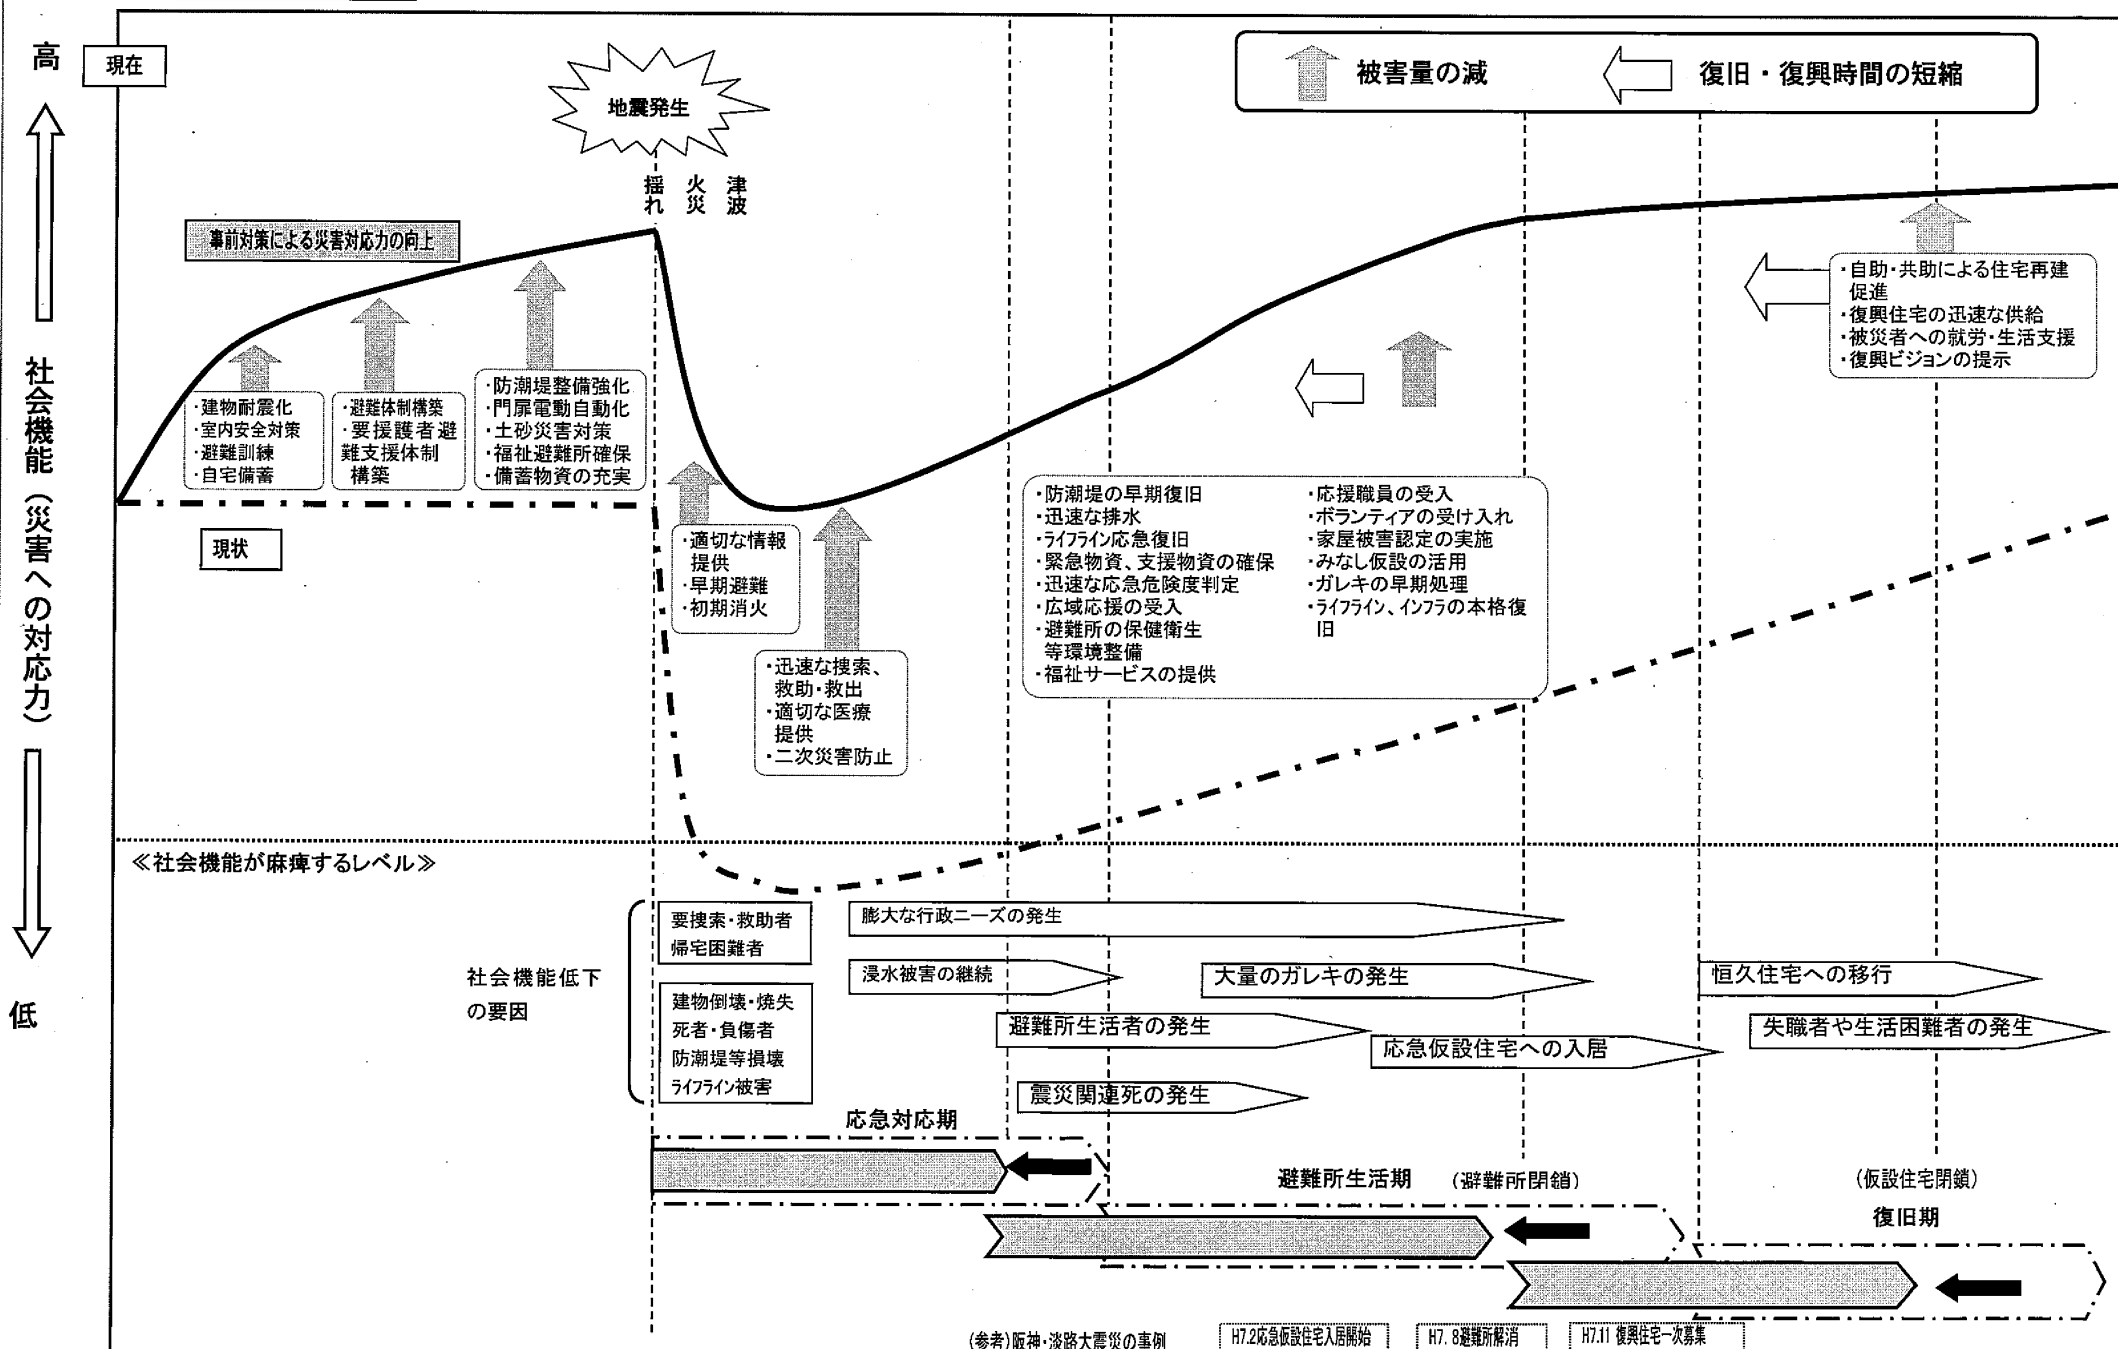 高
現在
地震発生
被害量の減
復旧・復興時間の短縮
揺れ
火災
津波
社会機能(災害への対応力)
低
事前対策による災害対応力の向上
・建物耐震化
・室内安全対策
・避難訓練
・自宅備蓄
・避難体制構築
・要援護者避
難支援体制
構築
・防潮堤整備強化
・門扉電動自動化
・土砂災害対策
・福祉避難所確保
・備蓄物資の充実
・自助・共助による住宅再建
促進
・復興住宅の迅速な供給
・被災者への就労・生活支援
・復興ビジョンの提示
現状
・適切な情報
提供
・早期避難
・初期消火
・迅速な捜索、
救助・救出
・適切な医療
提供
・二次災害防止
・防潮堤の早期復旧
・迅速な排水
・ライフライン応急復旧
・緊急物資、支援物資の確保
・迅速な応急危険度判定
・広域応援の受入
・避難所の保健衛生
等環境整備
・福祉サービスの提供
・応援職員の受入
・ボランティアの受け入れ
・家屋被害認定の実施
・みなし仮設の活用
・ガレキの早期処理
・ライフライン、インフラの本格復
旧
≪社会機能が麻痺するレベル≫
社会機能低下
の要因
要捜索・救助者
帰宅困難者
建物倒壊・焼失
死者・負傷者
防潮堤等損壊
ライフライン被害
膨大な行政ニーズの発生
浸水被害の継続
大量のガレキの発生
恒久住宅への移行
避難所生活者の発生
応急仮設住宅への入居
失職者や生活困難者の発生
震災関連死の発生
応急対応期
避難所生活期
(避難所閉鎖)
(仮設住宅閉鎖)
復旧期
(参考)阪神・淡路大震災の事例
H7.2応急仮設住宅入居開始
H7.8避難所解消
H7.11 復興住宅一次募集